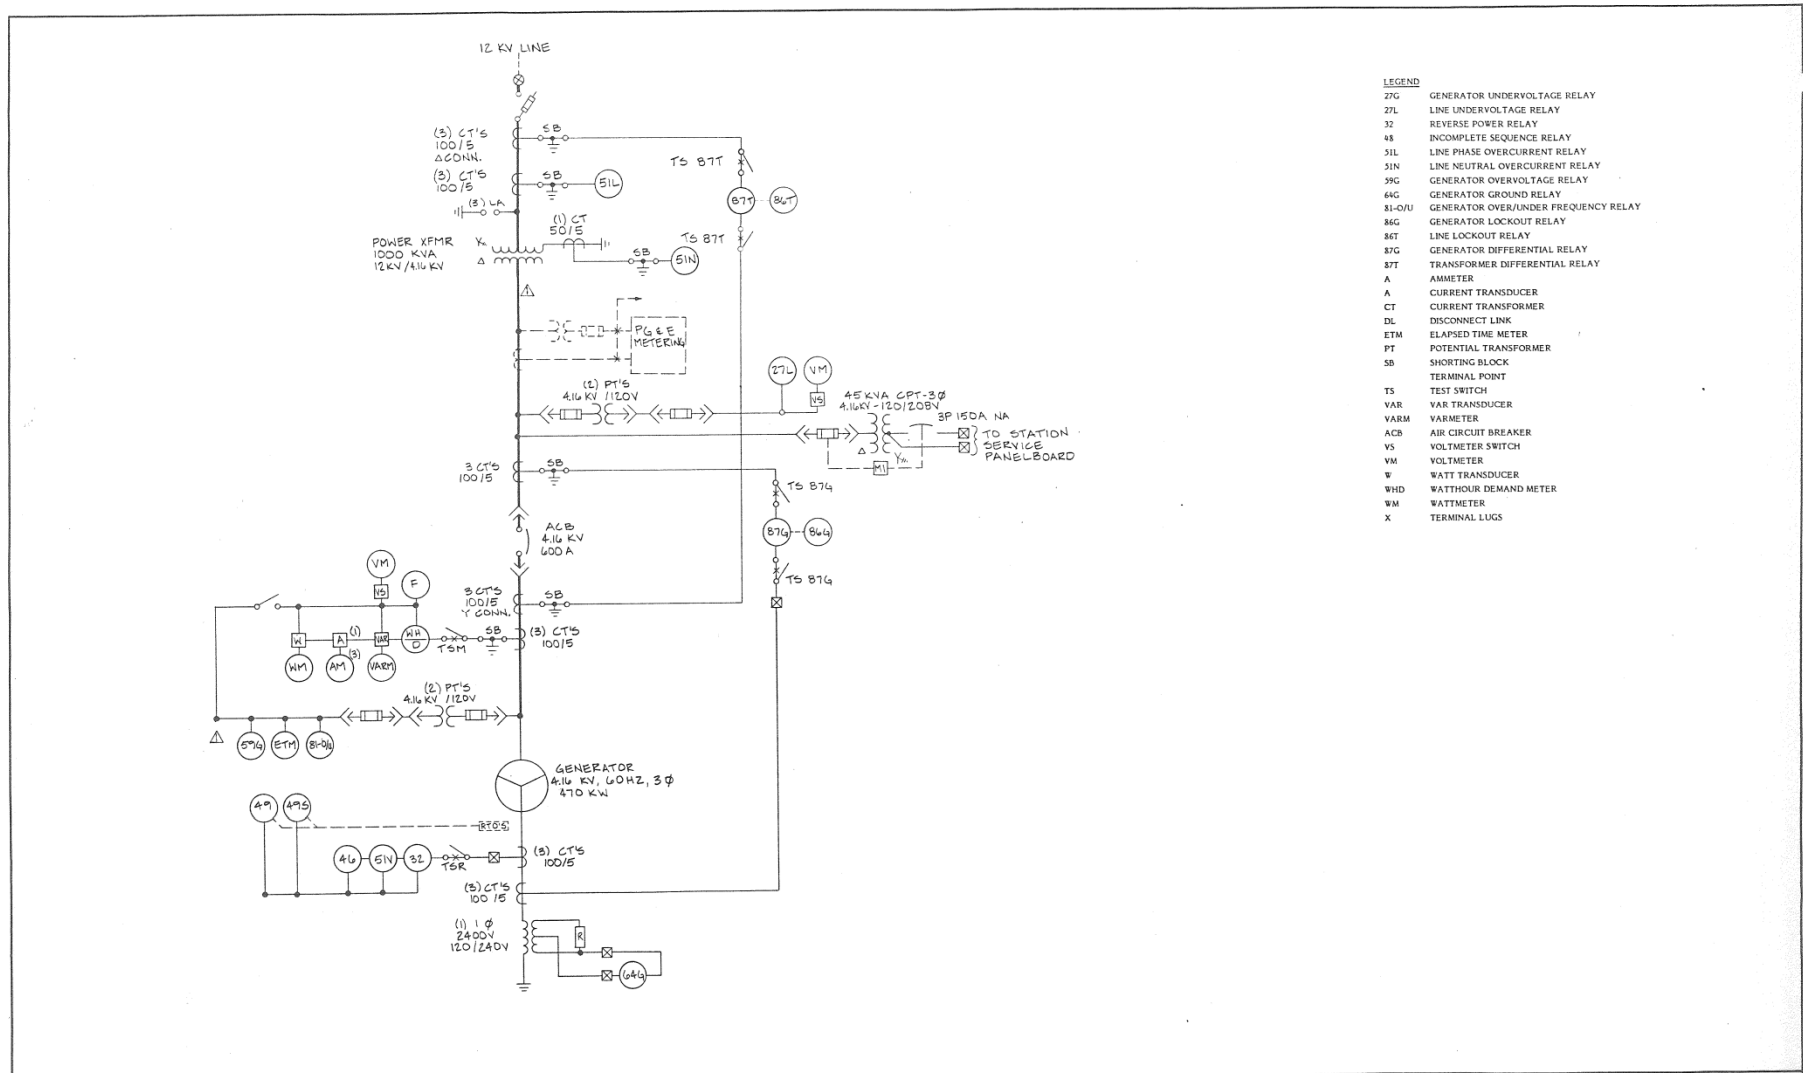 12 KV LINE
(3) CT'S
100/5
Δ CONN.
SB
TS 87T
(3) CT'S
100/5
SB
51L
87T
86T
(3) LA
(1) CT
50/5
TS 87T
POWER XFMR
1000 KVA
12KV/4.16 KV
Δ
SB
51N
PG & E
METERING
(2) PT'S
4.16 KV /120V
27L
VM
VS
45 KVA CPT-3Ø
4.16KV-120/208V
3P 150A NA
TO STATION
SERVICE
PANELBOARD
Δ
MI
3 CT'S
100/5
SB
TS 87G
87G
86G
TS 87G
ACB
4.16 KV
600 A
VM
VS
F
3 CT'S
100/5
Y CONN.
SB
W
A
(1)
VAR
WH
D
TSM
SB
(3) CT'S
100/5
WM
AM
(3)
VARM
(2) PT'S
4.16 KV /120V
59G
ETM
81-O/U
GENERATOR
4.16 KV, 60HZ, 3Ø
470 KW
49
49S
RTD'S
46
51V
32
TSR
(3) CT'S
100/5
(3) CT'S
100/5
(1) 1 Ø
2400V
120/240V
R
64G
LEGEND
27G GENERATOR UNDERVOLTAGE RELAY
27L LINE UNDERVOLTAGE RELAY
32 REVERSE POWER RELAY
48 INCOMPLETE SEQUENCE RELAY
51L LINE PHASE OVERCURRENT RELAY
51N LINE NEUTRAL OVERCURRENT RELAY
59G GENERATOR OVERVOLTAGE RELAY
64G GENERATOR GROUND RELAY
81-O/U GENERATOR OVER/UNDER FREQUENCY RELAY
86G GENERATOR LOCKOUT RELAY
86T LINE LOCKOUT RELAY
87G GENERATOR DIFFERENTIAL RELAY
87T TRANSFORMER DIFFERENTIAL RELAY
A AMMETER
A CURRENT TRANSDUCER
CT CURRENT TRANSFORMER
DL DISCONNECT LINK
ETM ELAPSED TIME METER
PT POTENTIAL TRANSFORMER
SB SHORTING BLOCK
TERMINAL POINT
TS TEST SWITCH
VAR VAR TRANSDUCER
VARM VARMETER
ACB AIR CIRCUIT BREAKER
VS VOLTMETER SWITCH
VM VOLTMETER
W WATT TRANSDUCER
WHD WATTHOUR DEMAND METER
WM WATTMETER
X TERMINAL LUGS